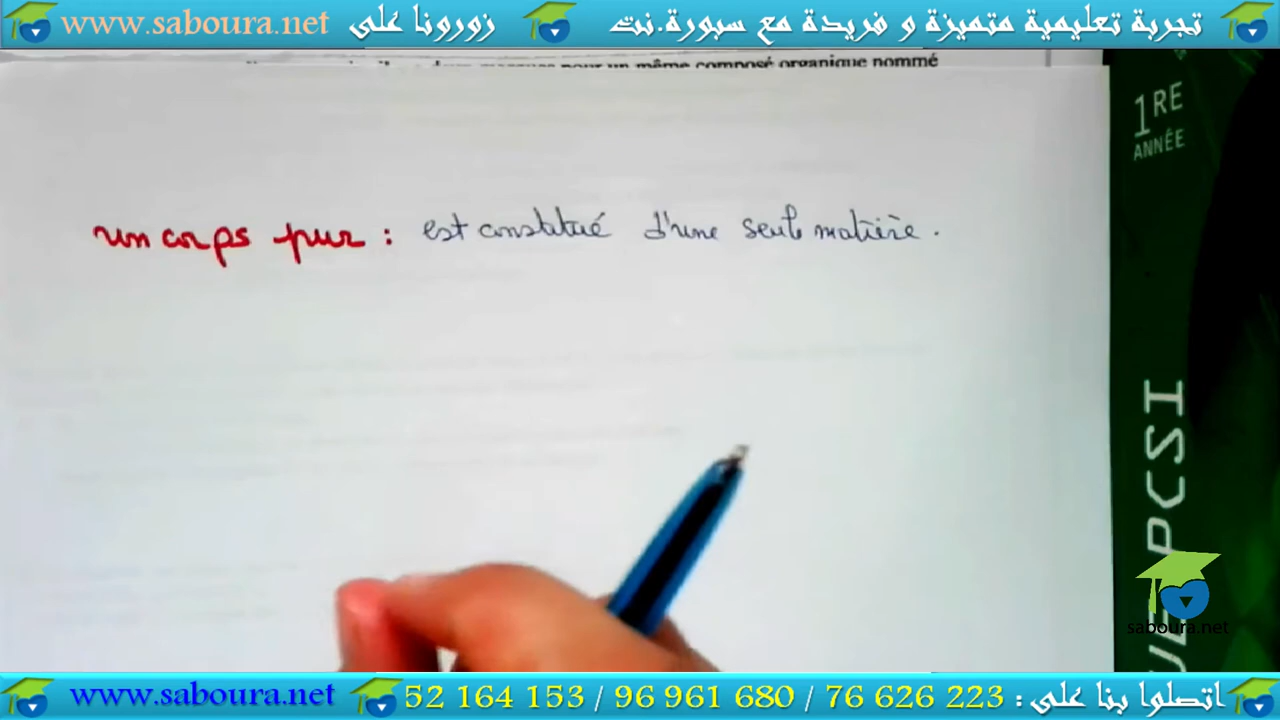 www.saboura.net زورونا على
تجربة تعليمية متميزة و فريدة مع سبورة.نت
pour un même composé organique nommé
1RE
ANNÉE
un corps pur : est constitué d'une seule matière.
PCSI
saboura.net
www.saboura.net
52 164 153 / 96 961 680 / 76 626 223 : اتصلوا بنا على